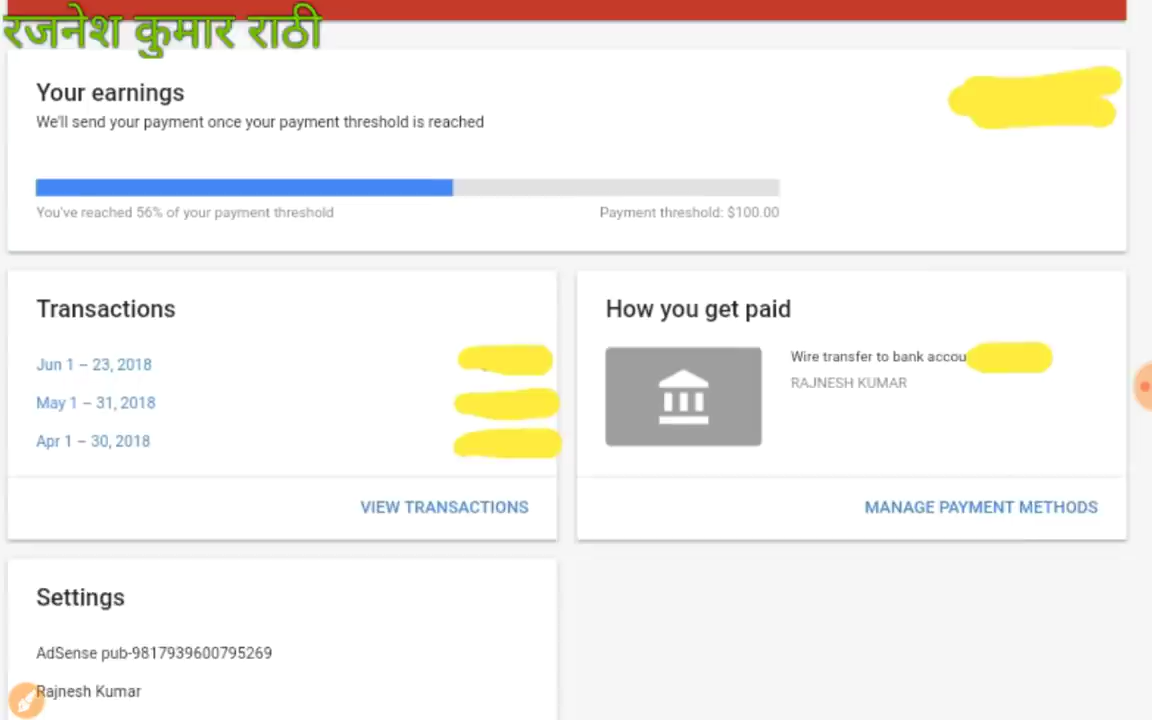 रजनेश कुमार राठी
Your earnings
We'll send your payment once your payment threshold is reached
You've reached 56% of your payment threshold
Payment threshold: $100.00
Transactions
Jun 1 – 23, 2018
May 1 – 31, 2018
Apr 1 – 30, 2018
VIEW TRANSACTIONS
How you get paid
Wire transfer to bank accou
RAJNESH KUMAR
MANAGE PAYMENT METHODS
Settings
AdSense pub-9817939600795269
Rajnesh Kumar